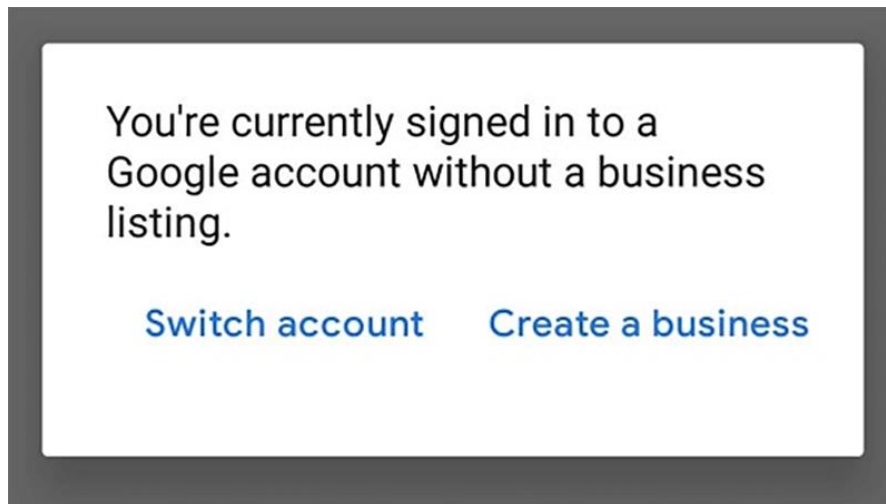 You're currently signed in to a
Google account without a business
listing.
Switch account Create a business